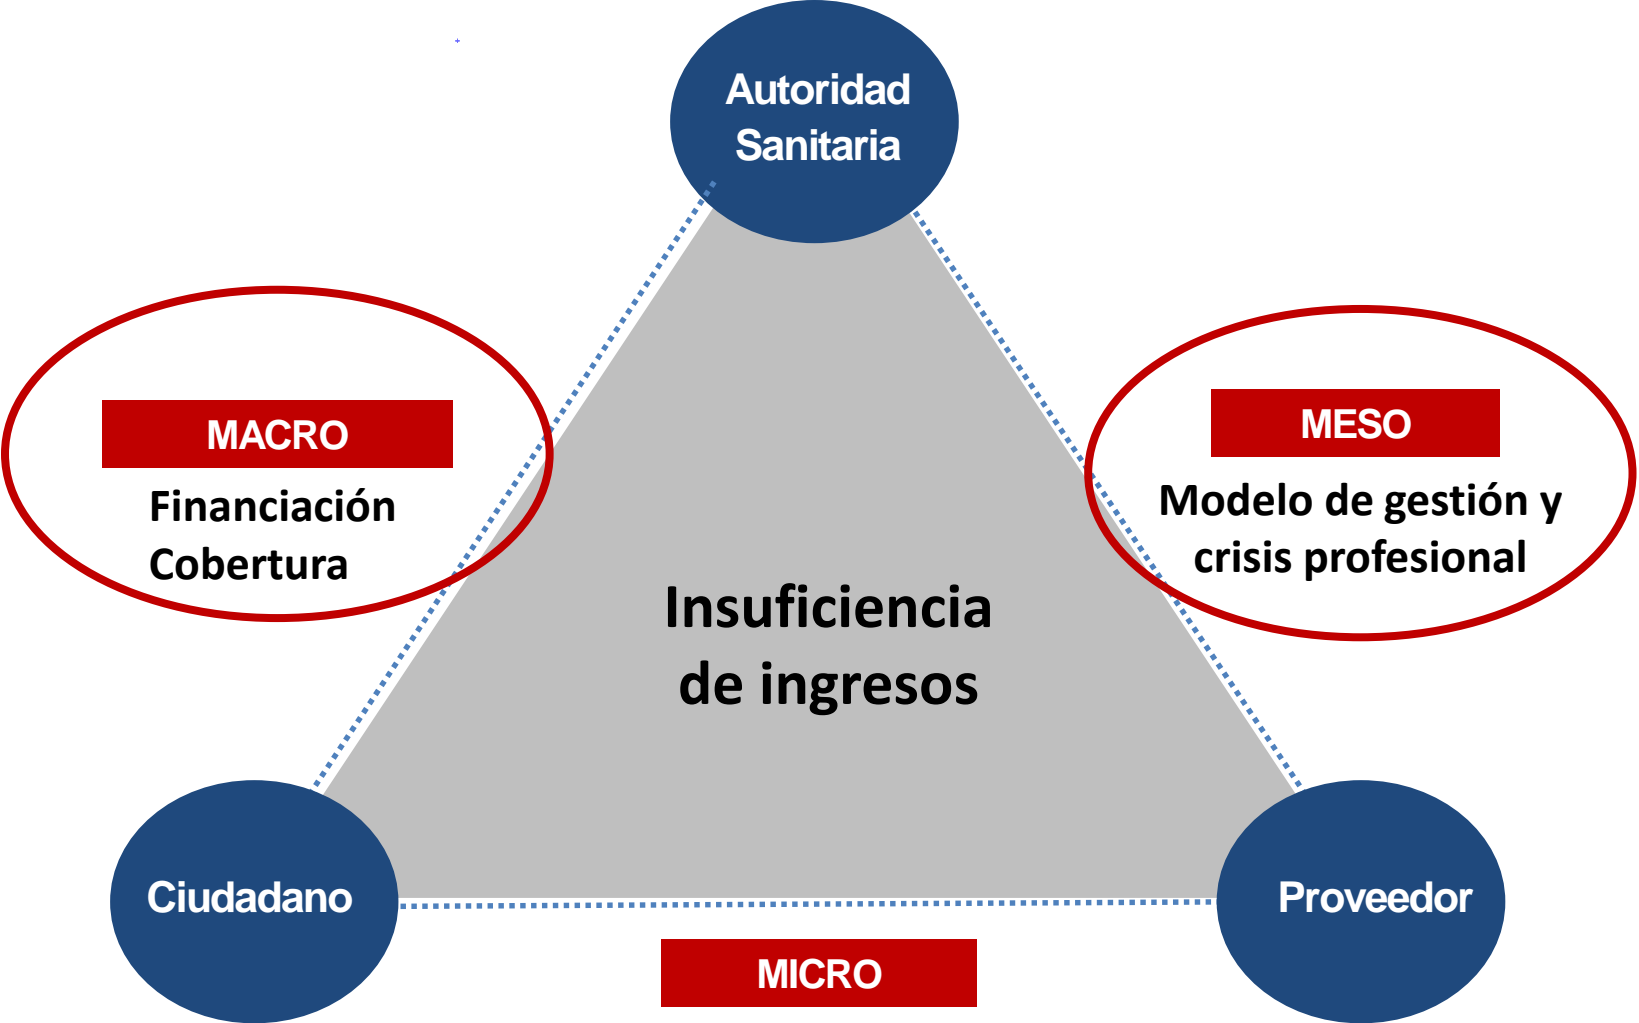 Autoridad
Sanitaria
MACRO
Financiación
Cobertura
MESO
Modelo de gestión y
crisis profesional
Insuficiencia
de ingresos
Ciudadano
Proveedor
MICRO